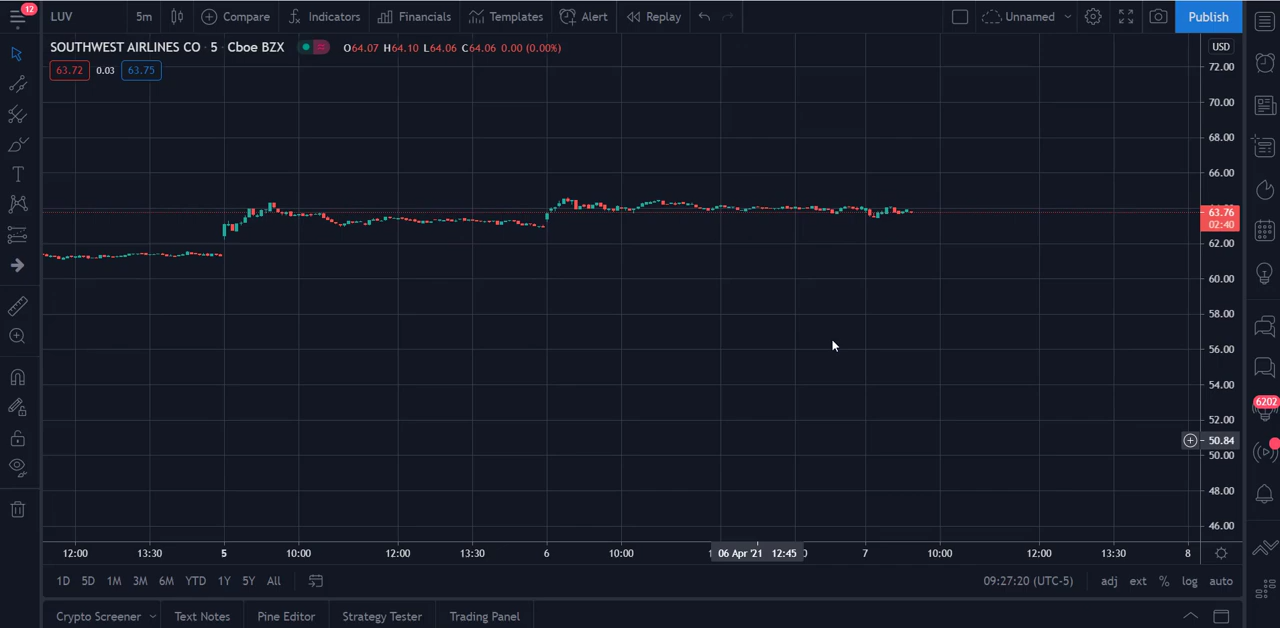 12 LUV 5m Compare Indicators Financials Templates Alert Replay Unnamed Publish
SOUTHWEST AIRLINES CO · 5 · Cboe BZX O64.07 H64.10 L64.06 C64.06 0.00 (0.00%) USD
63.72 0.03 63.75
72.00
70.00
68.00
66.00
63.76
02:40
62.00
60.00
58.00
56.00
54.00
52.00
6202
50.84
50.00
48.00
46.00
12:00 13:30 5 10:00 12:00 13:30 6 10:00 06 Apr '21 12:45 7 10:00 12:00 13:30 8
1D 5D 1M 3M 6M YTD 1Y 5Y All 09:27:20 (UTC-5) adj ext % log auto
Crypto Screener Text Notes Pine Editor Strategy Tester Trading Panel